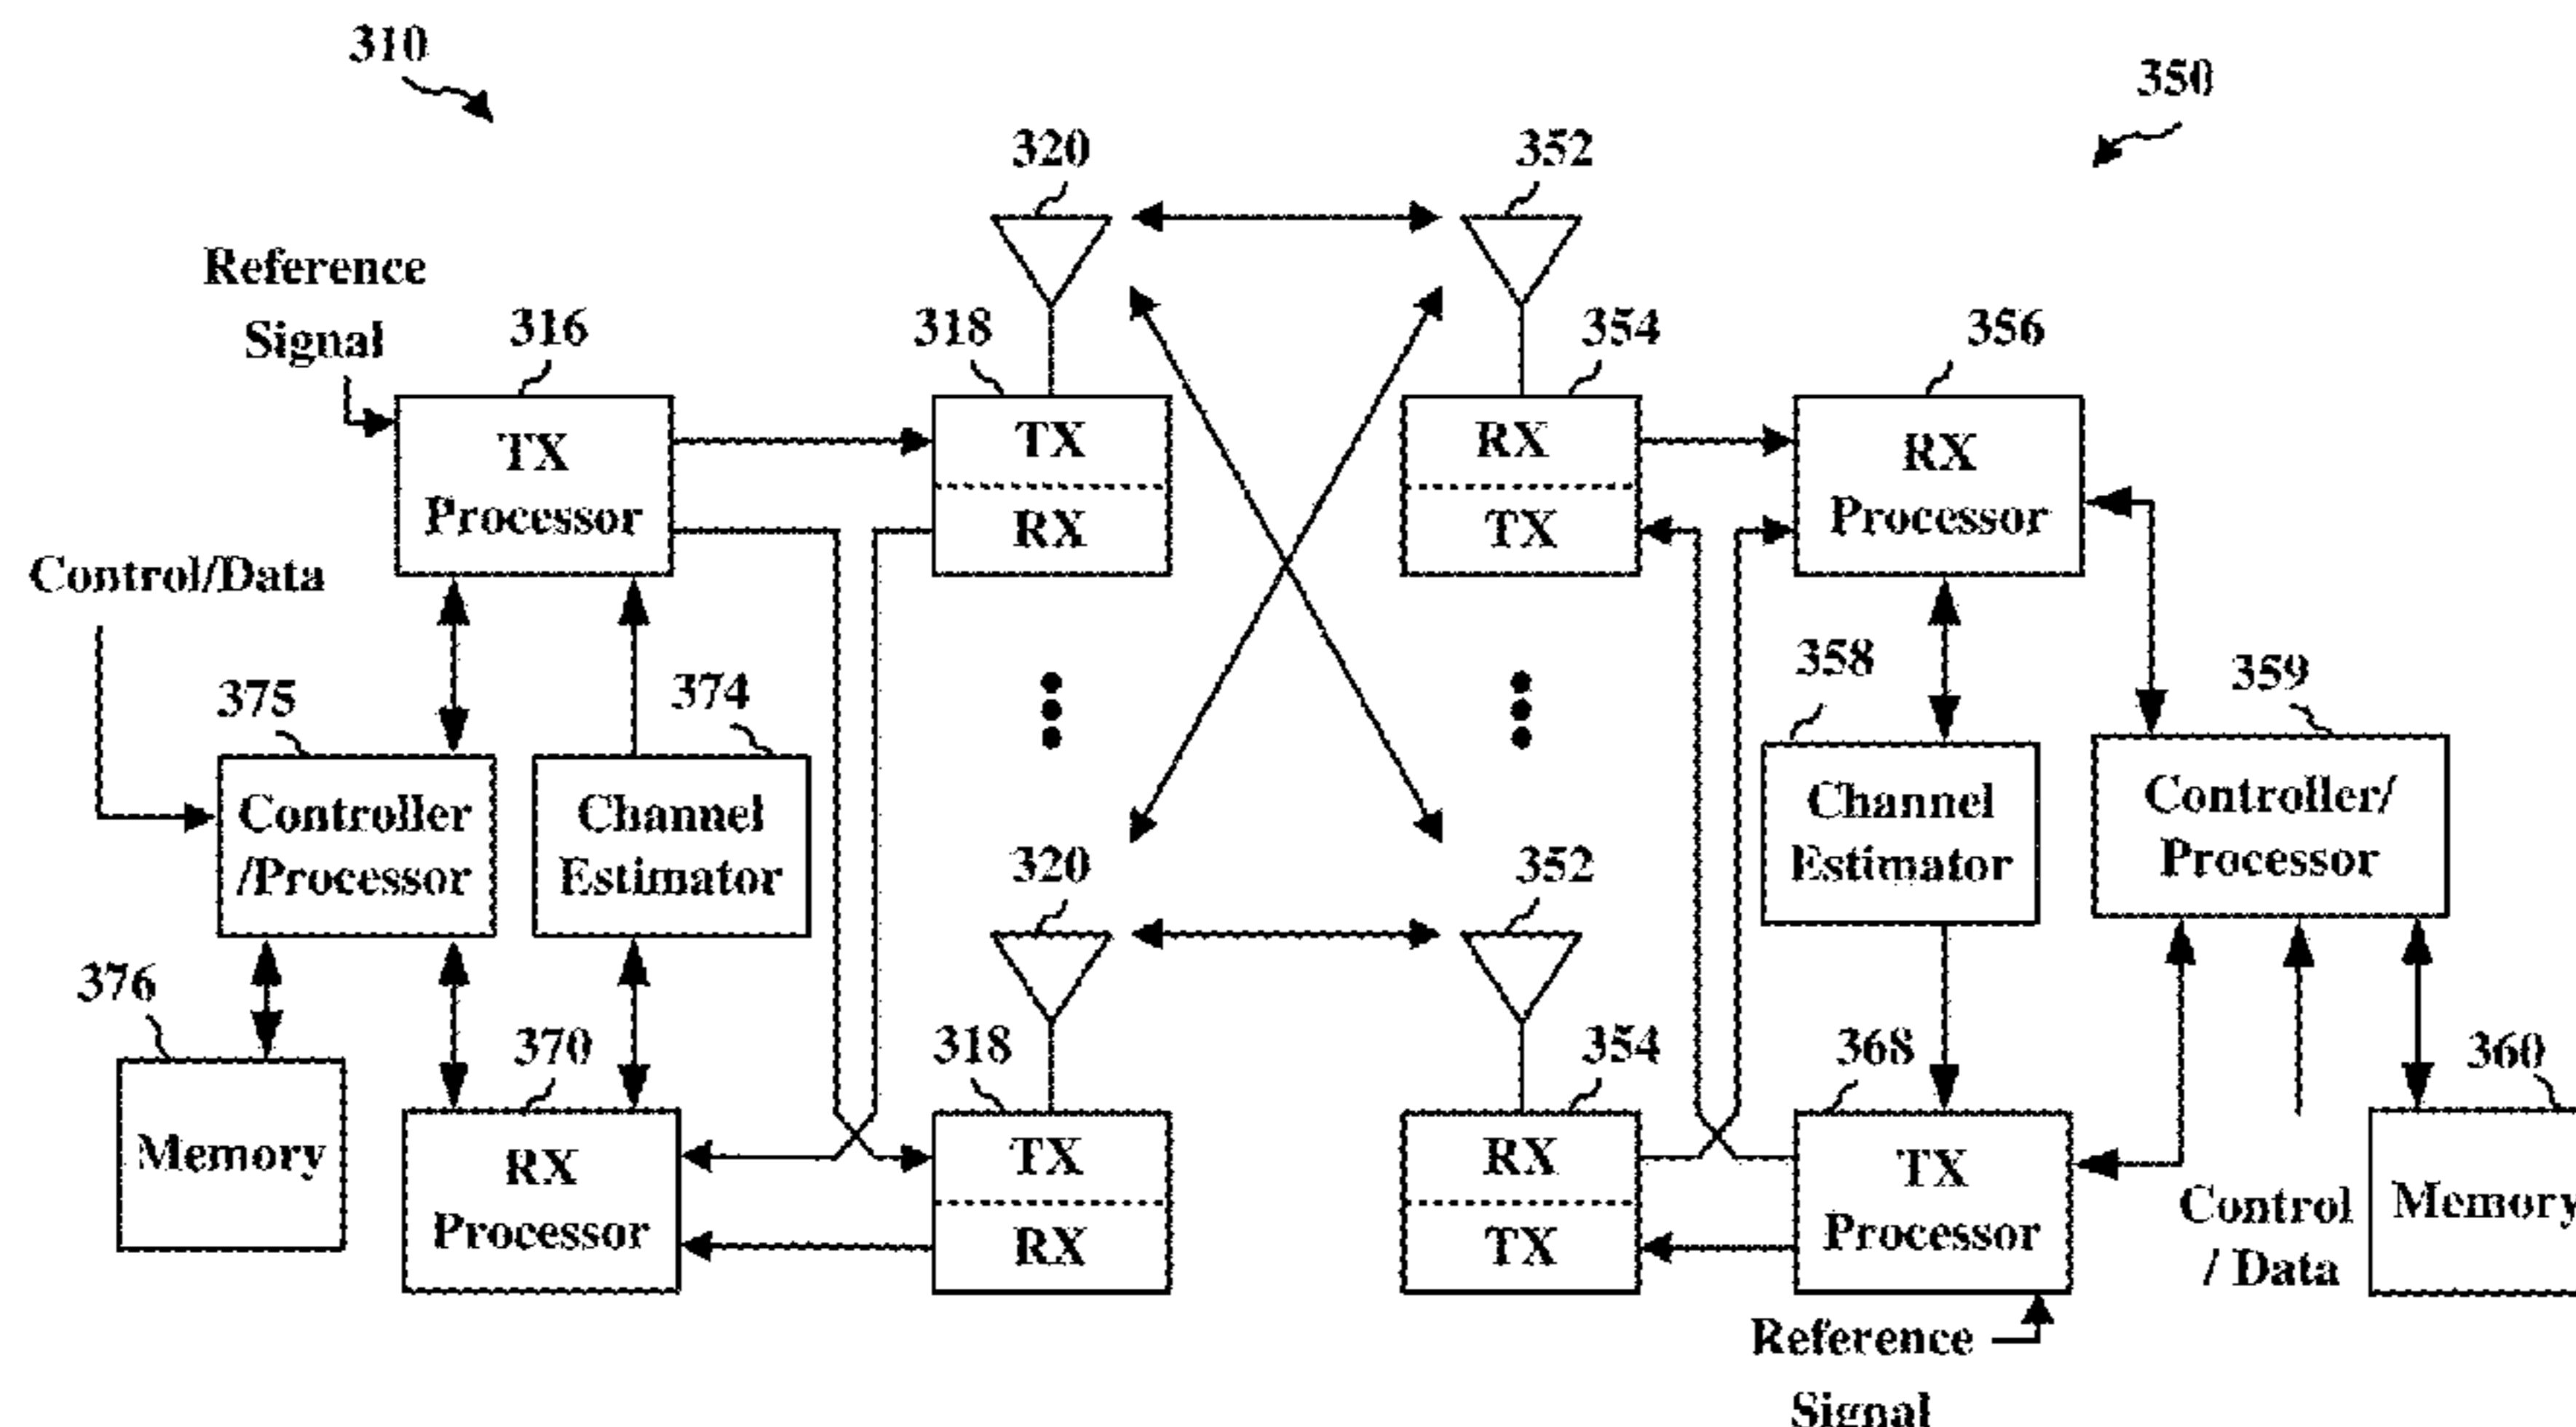 310
350
320
352
Reference
Signal
316
318
354
356
TX
Processor
TX
RX
RX
TX
RX
Processor
Control/Data
375
374
358
359
Controller
/Processor
Channel
Estimator
Channel
Estimator
Controller/
Processor
320
352
376
370
318
354
368
360
Memory
RX
Processor
TX
RX
RX
TX
TX
Processor
Control
/ Data
Memory
Reference
Signal